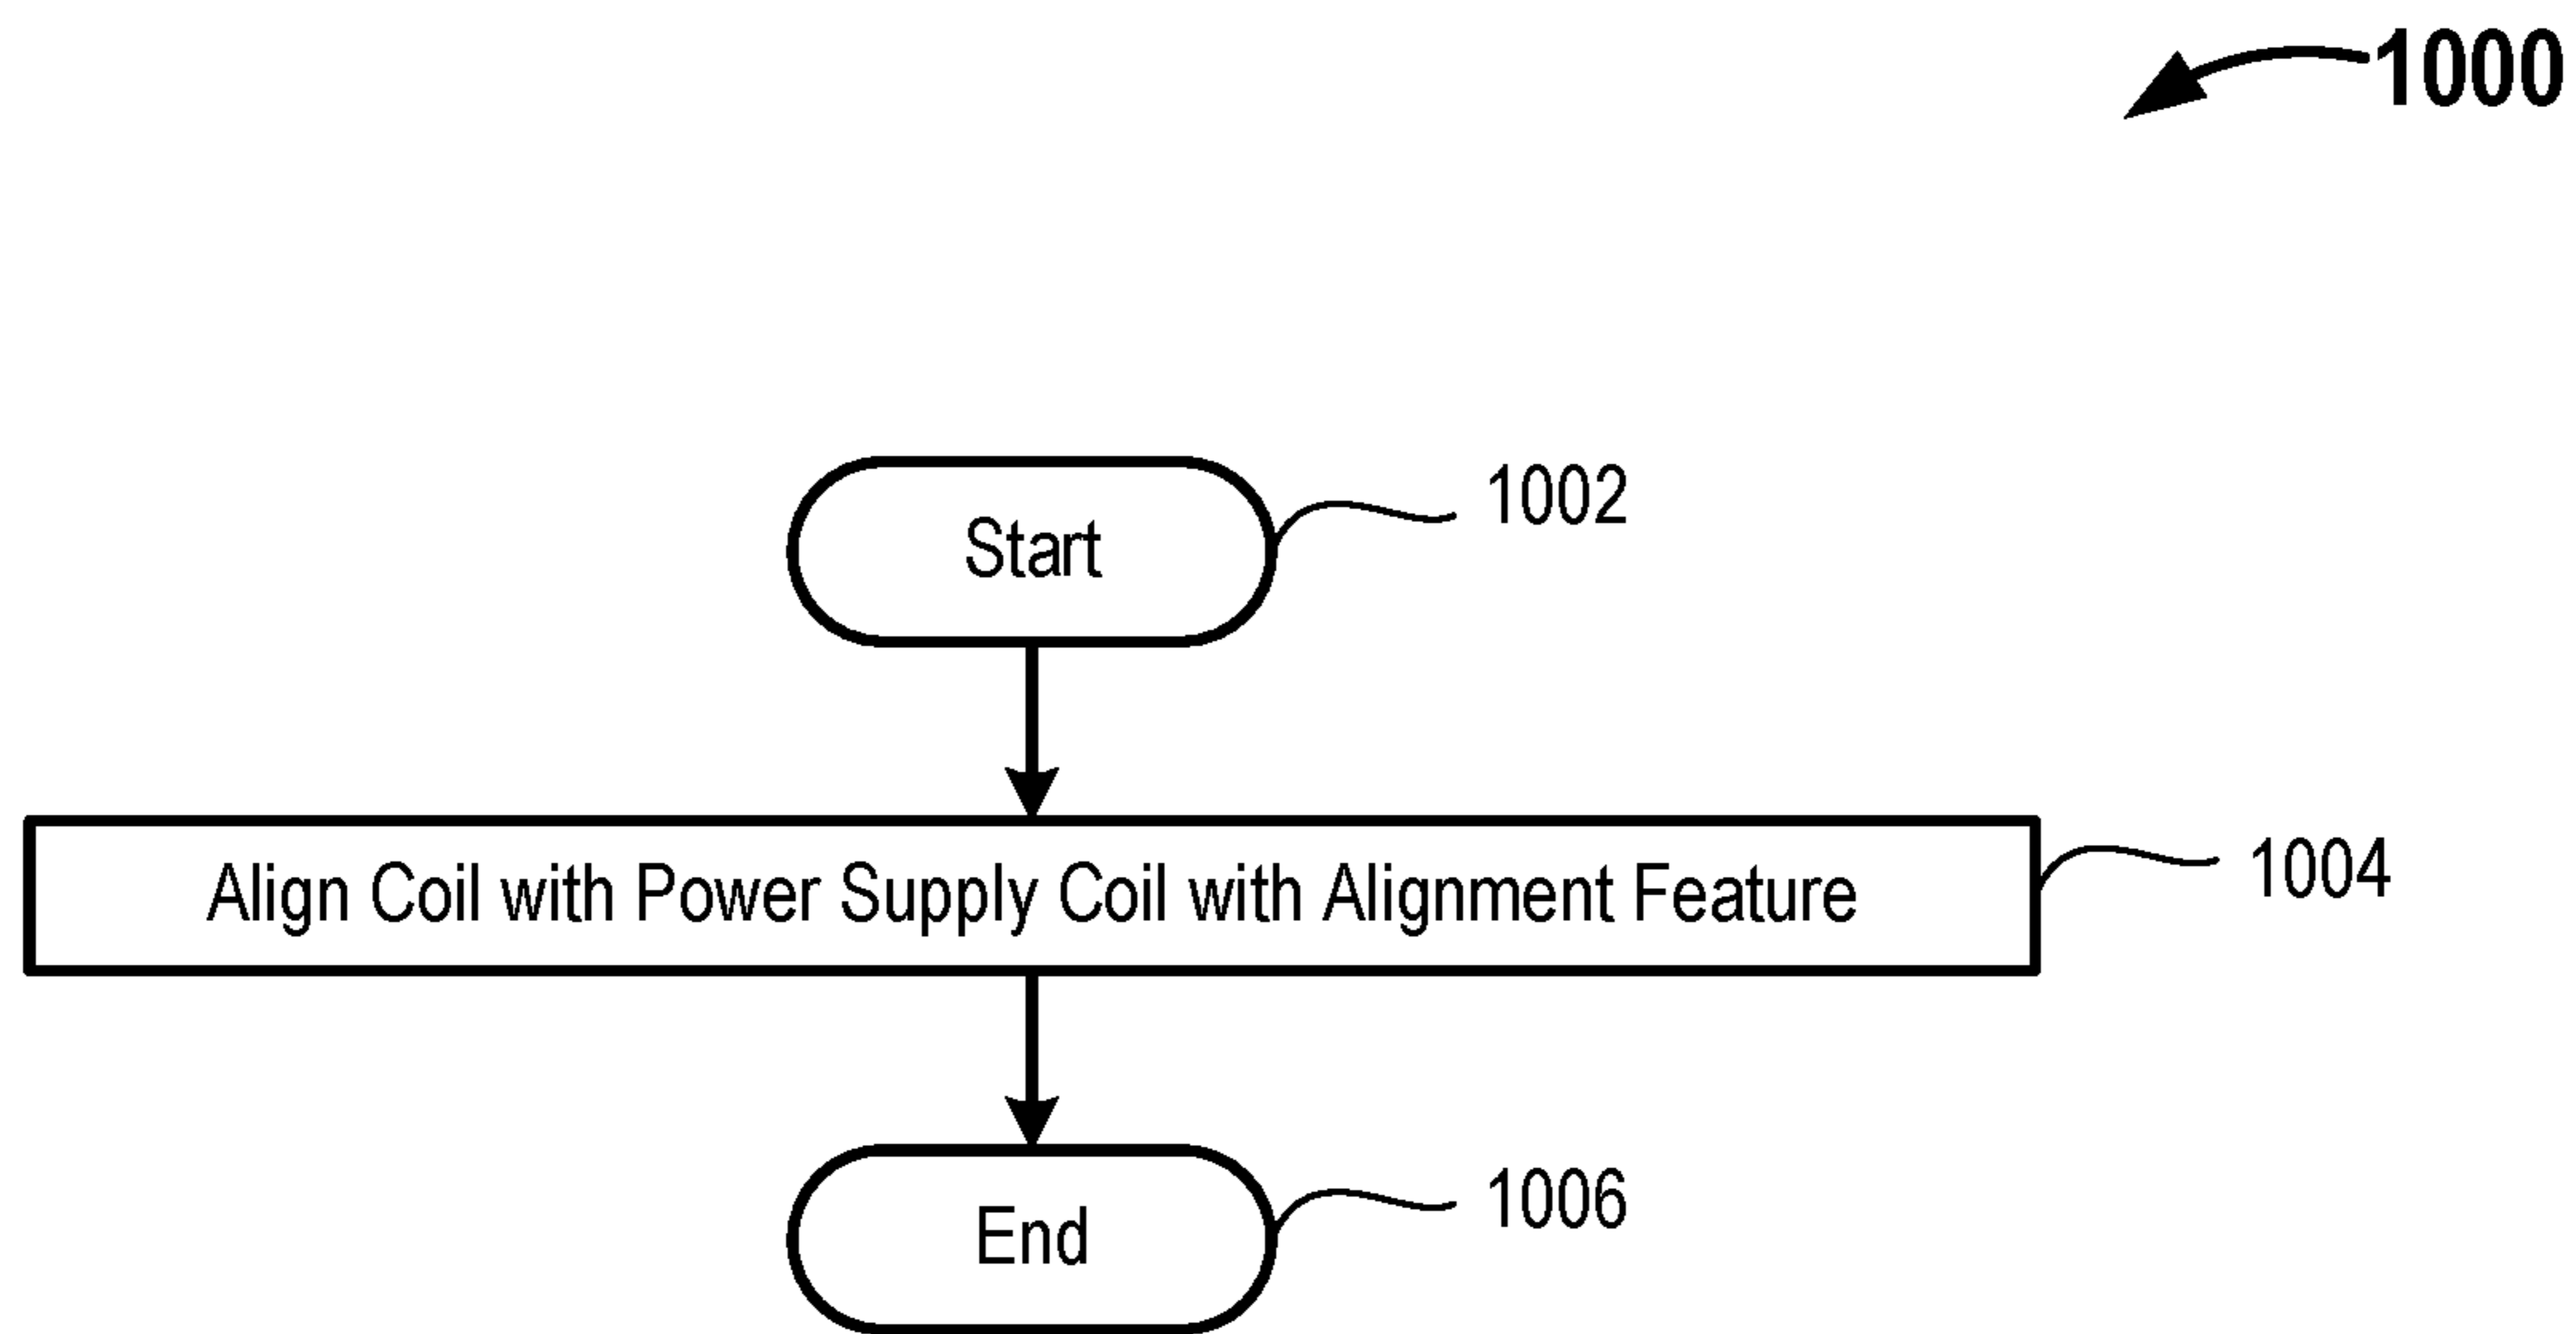 1000
Start
1002
Align Coil with Power Supply Coil with Alignment Feature
1004
End
1006